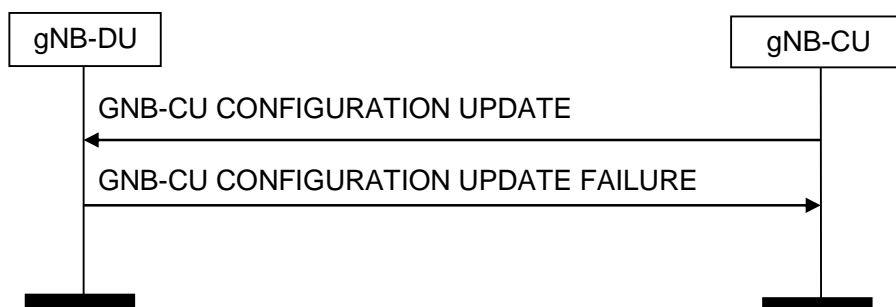 gNB-DU
gNB-CU
GNB-CU CONFIGURATION UPDATE
GNB-CU CONFIGURATION UPDATE FAILURE